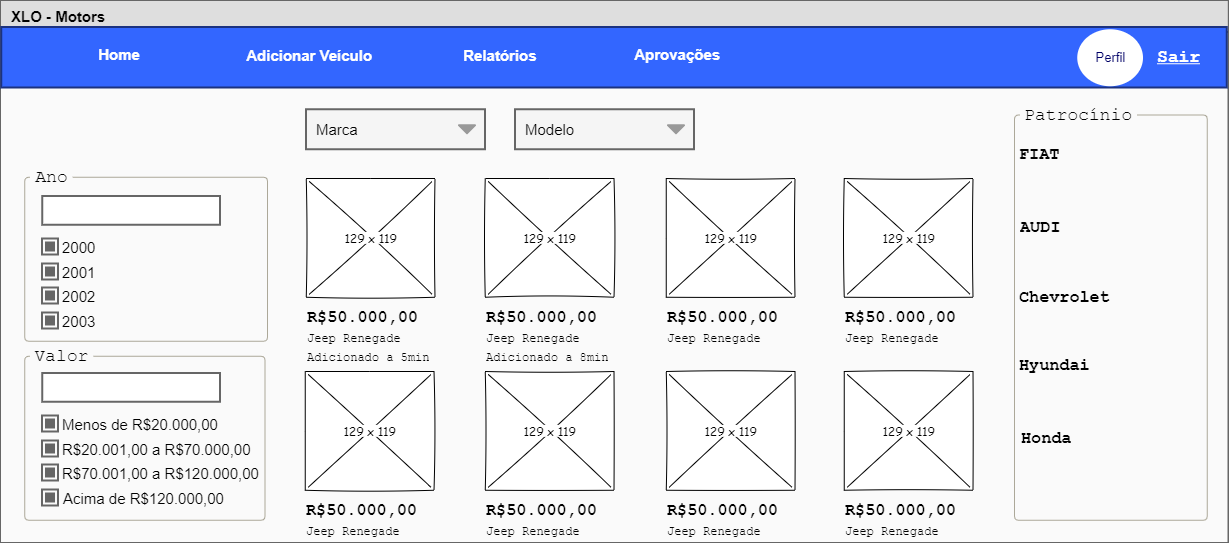 XLO - Motors
Home
Adicionar Veículo
Relatórios
Aprovações
Perfil
Sair
Marca
Modelo
Ano
2000
2001
2002
2003
Valor
Menos de R$20.000,00
R$20.001,00 a R$70.000,00
R$70.001,00 a R$120.000,00
Acima de R$120.000,00
129 x 119
R$50.000,00
Jeep Renegade
Adicionado a 5min
129 x 119
R$50.000,00
Jeep Renegade
Adicionado a 8min
129 x 119
R$50.000,00
Jeep Renegade
129 x 119
R$50.000,00
Jeep Renegade
129 x 119
R$50.000,00
Jeep Renegade
129 x 119
R$50.000,00
Jeep Renegade
129 x 119
R$50.000,00
Jeep Renegade
129 x 119
R$50.000,00
Jeep Renegade
Patrocínio
FIAT
AUDI
Chevrolet
Hyundai
Honda